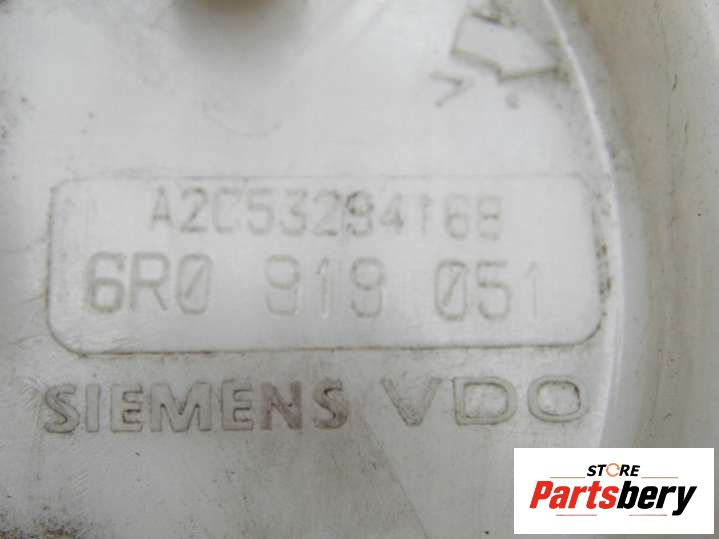 A2C53294168
6R0 919 051
SIEMENS VDO
STORE
Partsbery